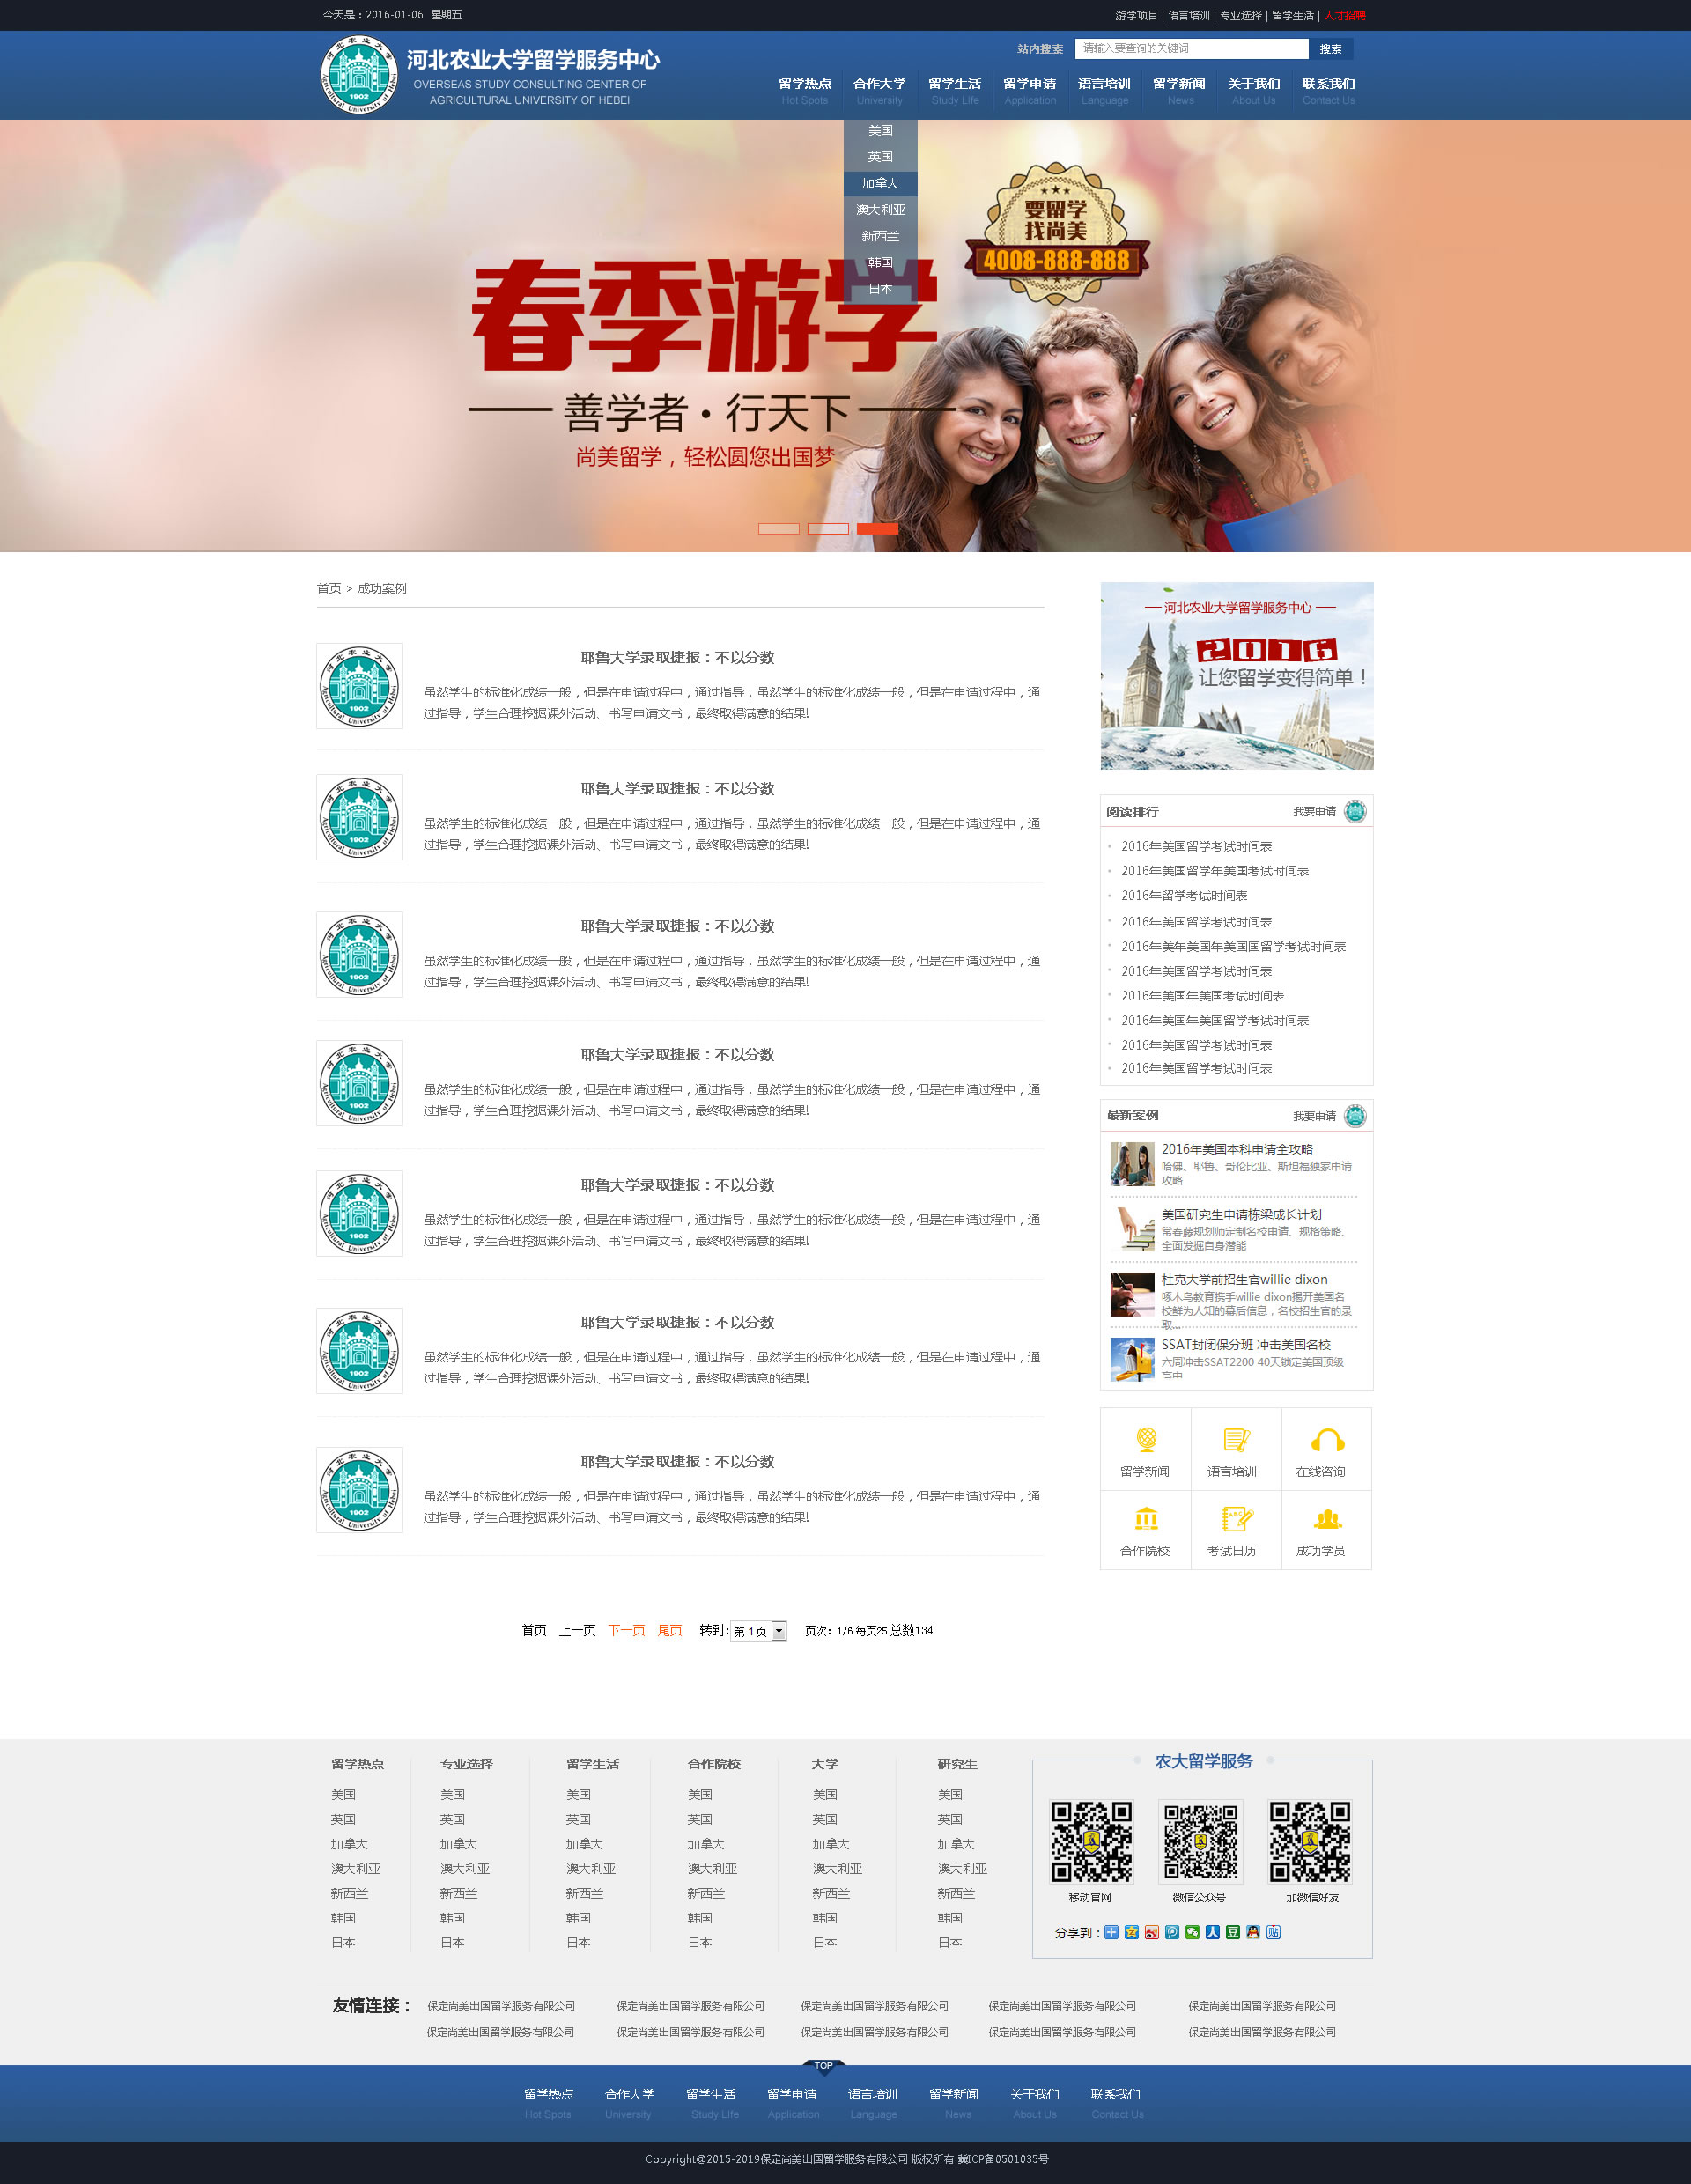 今天是：2016-01-06 星期五
游学项目 | 语言培训 | 专业选择 | 留学生活 | 人才招聘
河北农业大学留学服务中心
OVERSEAS STUDY CONSULTING CENTER OF
AGRICULTURAL UNIVERSITY OF HEBEI
站内搜索 请输入要查询的关键词 搜索
留学热点 合作大学 留学生活 留学申请 语言培训 留学新闻 关于我们 联系我们
Hot Spots University Study Life Application Language News About Us Contact Us
美国
英国
加拿大
澳大利亚
新西兰
韩国
日本
要留学
找尚美
4008-888-888
春季游学
善学者·行天下
尚美留学，轻松圆您出国梦
首页 > 成功案例
耶鲁大学录取捷报：不以分数
虽然学生的标准化成绩一般，但是在申请过程中，通过指导，虽然学生的标准化成绩一般，但是在申请过程中，通
过指导，学生合理挖掘课外活动、书写申请文书，最终取得满意的结果!
耶鲁大学录取捷报：不以分数
虽然学生的标准化成绩一般，但是在申请过程中，通过指导，虽然学生的标准化成绩一般，但是在申请过程中，通
过指导，学生合理挖掘课外活动、书写申请文书，最终取得满意的结果!
耶鲁大学录取捷报：不以分数
虽然学生的标准化成绩一般，但是在申请过程中，通过指导，虽然学生的标准化成绩一般，但是在申请过程中，通
过指导，学生合理挖掘课外活动、书写申请文书，最终取得满意的结果!
耶鲁大学录取捷报：不以分数
虽然学生的标准化成绩一般，但是在申请过程中，通过指导，虽然学生的标准化成绩一般，但是在申请过程中，通
过指导，学生合理挖掘课外活动、书写申请文书，最终取得满意的结果!
耶鲁大学录取捷报：不以分数
虽然学生的标准化成绩一般，但是在申请过程中，通过指导，虽然学生的标准化成绩一般，但是在申请过程中，通
过指导，学生合理挖掘课外活动、书写申请文书，最终取得满意的结果!
耶鲁大学录取捷报：不以分数
虽然学生的标准化成绩一般，但是在申请过程中，通过指导，虽然学生的标准化成绩一般，但是在申请过程中，通
过指导，学生合理挖掘课外活动、书写申请文书，最终取得满意的结果!
耶鲁大学录取捷报：不以分数
虽然学生的标准化成绩一般，但是在申请过程中，通过指导，虽然学生的标准化成绩一般，但是在申请过程中，通
过指导，学生合理挖掘课外活动、书写申请文书，最终取得满意的结果!
首页 上一页 下一页 尾页 转到: 第 1 页 页次: 1/6 每页25 总数134
河北农业大学留学服务中心
2016
让您留学变得简单！
阅读排行 我要申请
2016年美国留学考试时间表
2016年美国留学年美国考试时间表
2016年留学考试时间表
2016年美国留学考试时间表
2016年美年美国年美国国留学考试时间表
2016年美国留学考试时间表
2016年美国年美国考试时间表
2016年美国年美国留学考试时间表
2016年美国留学考试时间表
2016年美国留学考试时间表
最新案例 我要申请
2016年美国本科申请全攻略
哈佛、耶鲁、哥伦比亚、斯坦福独家申请
攻略
美国研究生申请栋梁成长计划
常春藤规划师定制名校申请、规格策略、
全面发掘自身潜能
杜克大学前招生官willie dixon
啄木鸟教育携手willie dixon揭开美国名
校鲜为人知的幕后信息，名校招生官的录
取...
SSAT封闭保分班 冲击美国名校
六周冲击SSAT2200 40天锁定美国顶级
高中
留学新闻 语言培训 在线咨询
合作院校 考试日历 成功学员
留学热点 专业选择 留学生活 合作院校 大学 研究生
美国 美国 美国 美国 美国 美国
英国 英国 英国 英国 英国 英国
加拿大 加拿大 加拿大 加拿大 加拿大 加拿大
澳大利亚 澳大利亚 澳大利亚 澳大利亚 澳大利亚 澳大利亚
新西兰 新西兰 新西兰 新西兰 新西兰 新西兰
韩国 韩国 韩国 韩国 韩国 韩国
日本 日本 日本 日本 日本 日本
农大留学服务
移动官网 微信公众号 加微信好友
分享到：
友情连接： 保定尚美出国留学服务有限公司 保定尚美出国留学服务有限公司 保定尚美出国留学服务有限公司 保定尚美出国留学服务有限公司 保定尚美出国留学服务有限公司
保定尚美出国留学服务有限公司 保定尚美出国留学服务有限公司 保定尚美出国留学服务有限公司 保定尚美出国留学服务有限公司 保定尚美出国留学服务有限公司
TOP
留学热点 合作大学 留学生活 留学申请 语言培训 留学新闻 关于我们 联系我们
Hot Spots University Study Life Application Language News About Us Contact Us
Copyright@2015-2019保定尚美出国留学服务有限公司 版权所有 冀ICP备0501035号